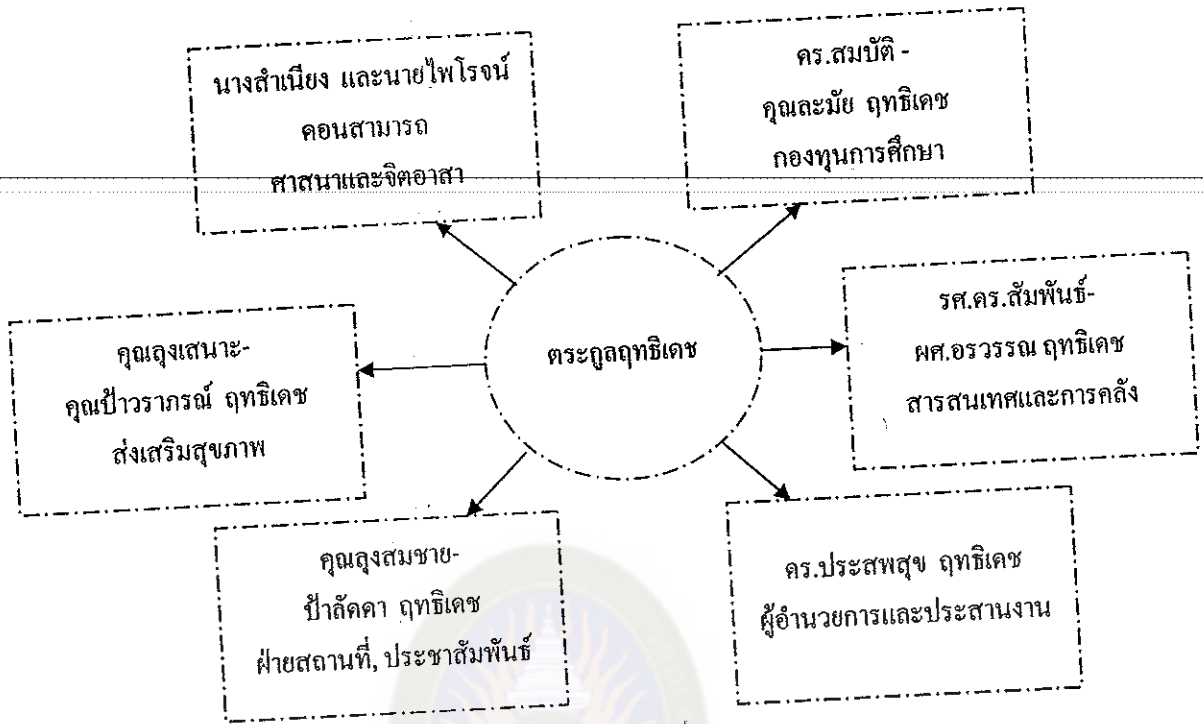 นางสำเนียง และนายไพโรจน์
ดอนสามารถ
ศาสนาและจิตอาสา
ดร.สมบัติ -
คุณละมัย ฤทธิเดช
กองทุนการศึกษา
ตระกูลฤทธิเดช
รศ.ดร.สัมพันธ์-
ผศ.อรวรรณ ฤทธิเดช
สารสนเทศและการคลัง
คุณลุงเสนาะ-
คุณป้าวราภรณ์ ฤทธิเดช
ส่งเสริมสุขภาพ
คุณลุงสมชาย-
ป้าลัดดา ฤทธิเดช
ฝ่ายสถานที่, ประชาสัมพันธ์
ดร.ประสพสุข ฤทธิเดช
ผู้อำนวยการและประสานงาน